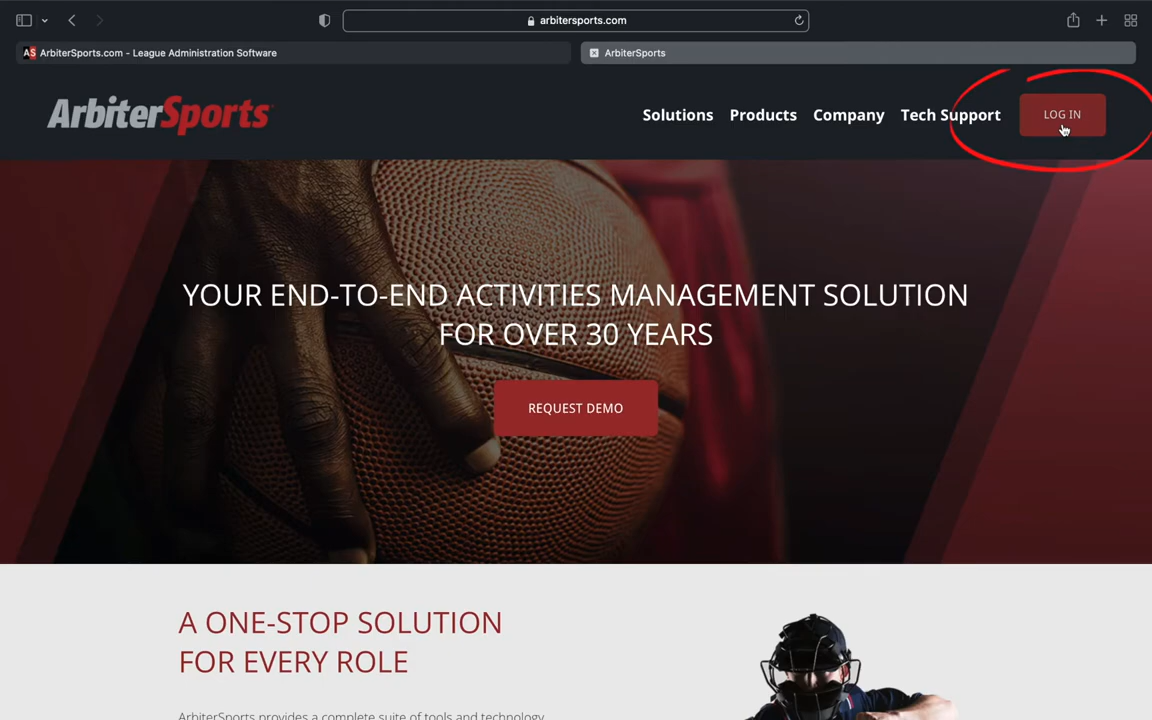 arbitersports.com
AS ArbiterSports.com - League Administration Software
ArbiterSports
ArbiterSports
Solutions
Products
Company
Tech Support
LOG IN
YOUR END-TO-END ACTIVITIES MANAGEMENT SOLUTION
FOR OVER 30 YEARS
REQUEST DEMO
A ONE-STOP SOLUTION
FOR EVERY ROLE
ArbiterSports provides a complete suite of tools and technology